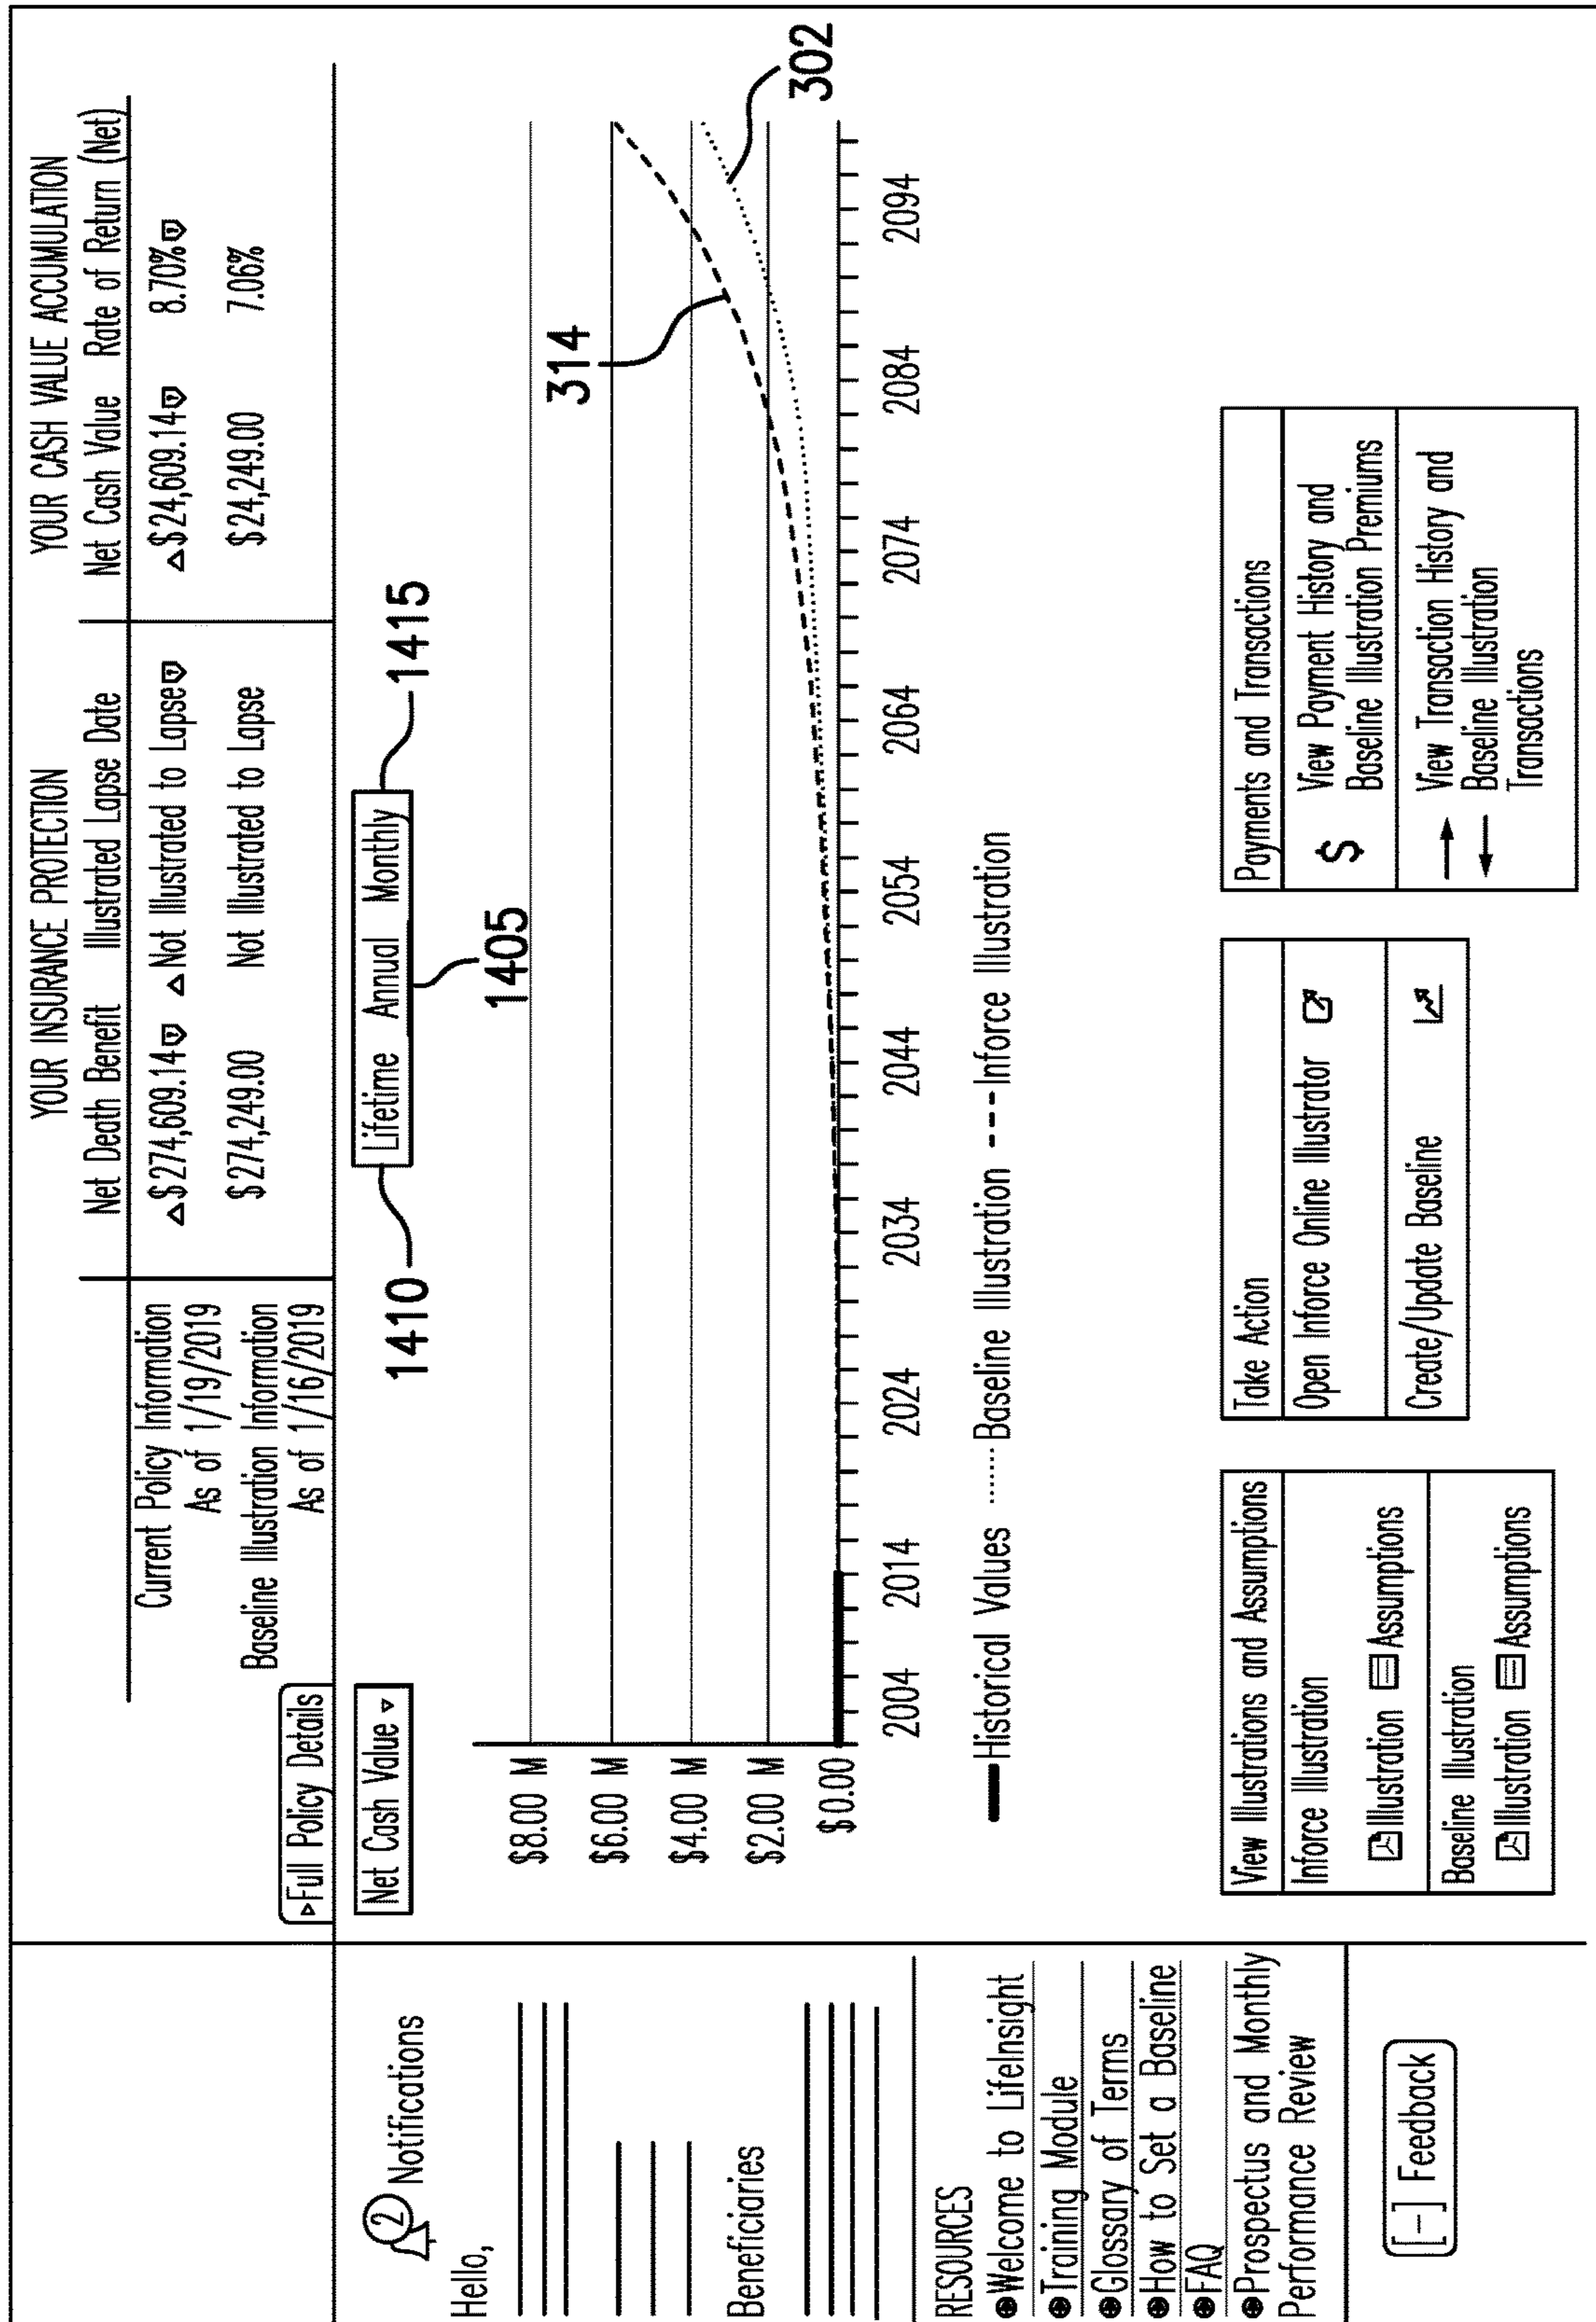 YOUR INSURANCE PROTECTION
YOUR CASH VALUE ACCUMULATION
Net Death Benefit Illustrated Lapse Date
Net Cash Value Rate of Return (Net)
Current Policy Information
As of 1/19/2019
$274,609.14 Not Illustrated to Lapse
$24,609.14 8.70%
Baseline Illustration Information
As of 1/16/2019
$274,249.00 Not Illustrated to Lapse
$24,249.00 7.06%
Full Policy Details
2 Notifications
Hello,
Beneficiaries
RESOURCES
Welcome to LifeInsight
Training Module
Glossary of Terms
How to Set a Baseline
FAQ
Prospectus and Monthly
Performance Review
[-] Feedback
Net Cash Value
Lifetime Annual Monthly
1410
1405
1415
$8.00 M
$6.00 M
$4.00 M
$2.00 M
$0.00
314
302
2004 2014 2024 2034 2044 2054 2064 2074 2084 2094
Historical Values Baseline Illustration Inforce Illustration
View Illustrations and Assumptions
Inforce Illustration
Illustration Assumptions
Baseline Illustration
Illustration Assumptions
Take Action
Open Inforce Online Illustrator
Create/Update Baseline
Payments and Transactions
$ View Payment History and
Baseline Illustration Premiums
View Transaction History and
Baseline Illustration
Transactions